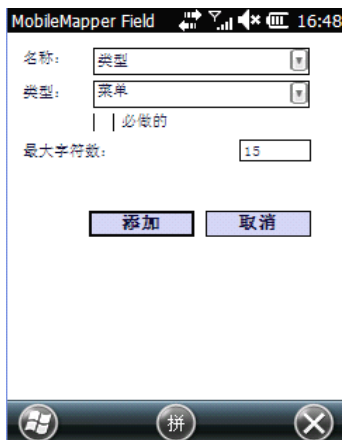 MobileMapper Field 16:48
名称: 类型
类型: 菜单
必做的
最大字符数: 15
添加 取消
拼